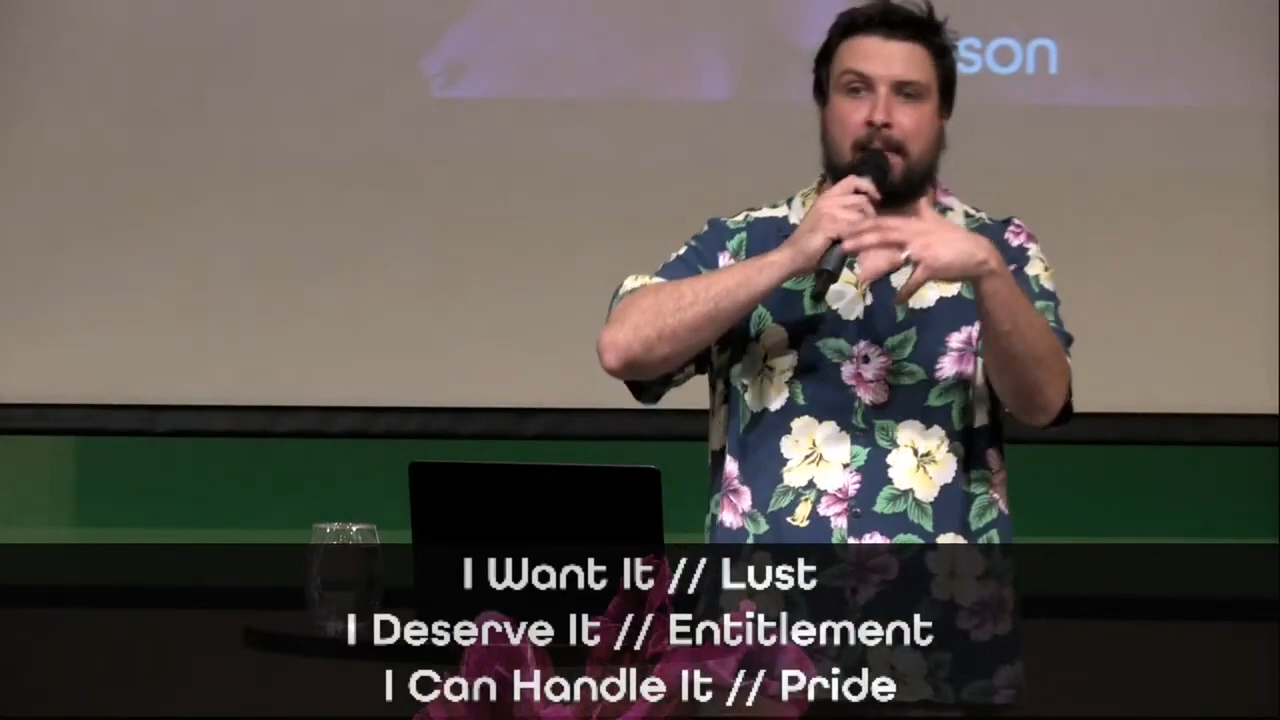 son
I Want It // Lust
I Deserve It // Entitlement
I Can Handle It // Pride